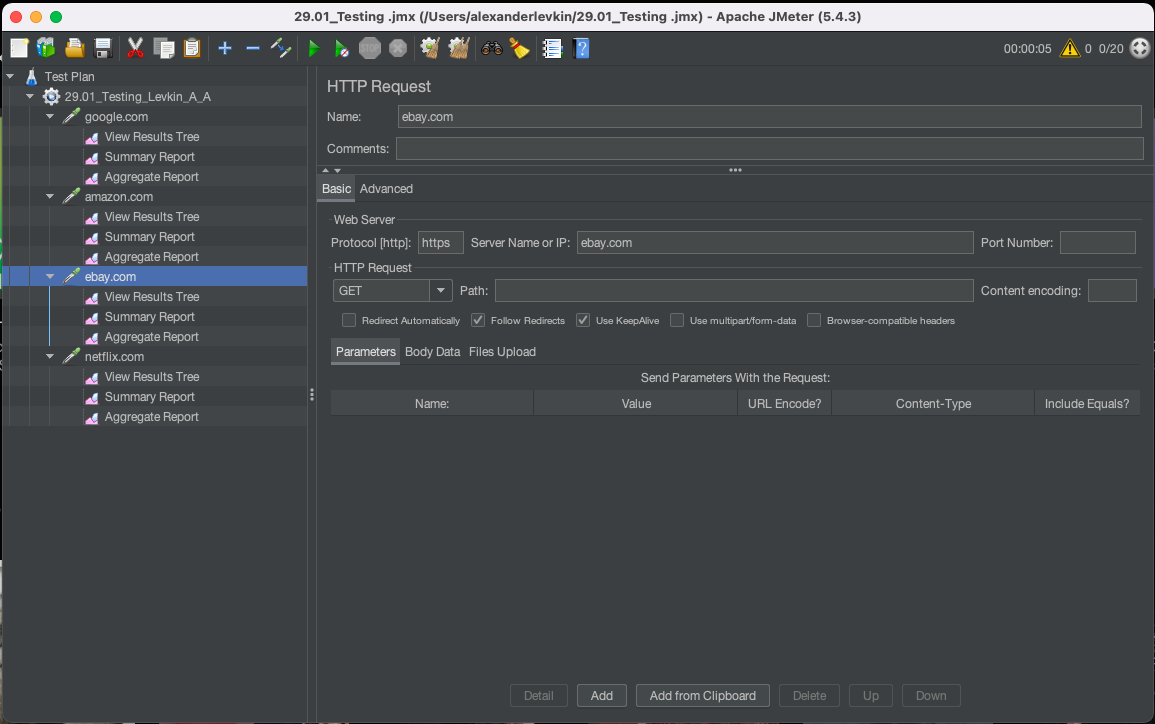 29.01_Testing .jmx (/Users/alexanderlevkin/29.01_Testing .jmx) - Apache JMeter (5.4.3)
STOP
00:00:05 0 0/20
Test Plan
29.01_Testing_Levkin_A_A
google.com
View Results Tree
Summary Report
Aggregate Report
amazon.com
View Results Tree
Summary Report
Aggregate Report
ebay.com
View Results Tree
Summary Report
Aggregate Report
netflix.com
View Results Tree
Summary Report
Aggregate Report
HTTP Request
Name: ebay.com
Comments:
Basic Advanced
Web Server
Protocol [http]: https Server Name or IP: ebay.com Port Number:
HTTP Request
GET Path: Content encoding:
Redirect Automatically Follow Redirects Use KeepAlive Use multipart/form-data Browser-compatible headers
Parameters Body Data Files Upload
Send Parameters With the Request:
Name: Value URL Encode? Content-Type Include Equals?
Detail Add Add from Clipboard Delete Up Down